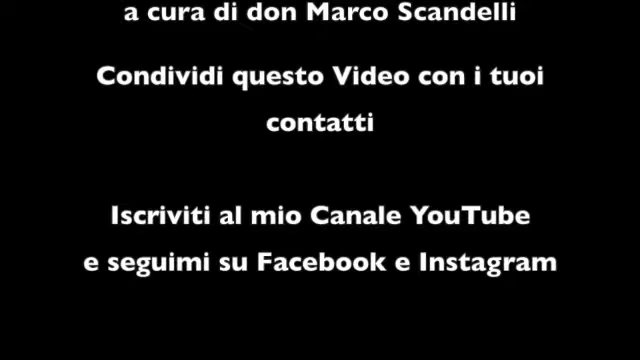 a cura di don Marco Scandelli
Condividi questo Video con i tuoi
contatti
Iscriviti al mio Canale YouTube
e seguimi su Facebook e Instagram